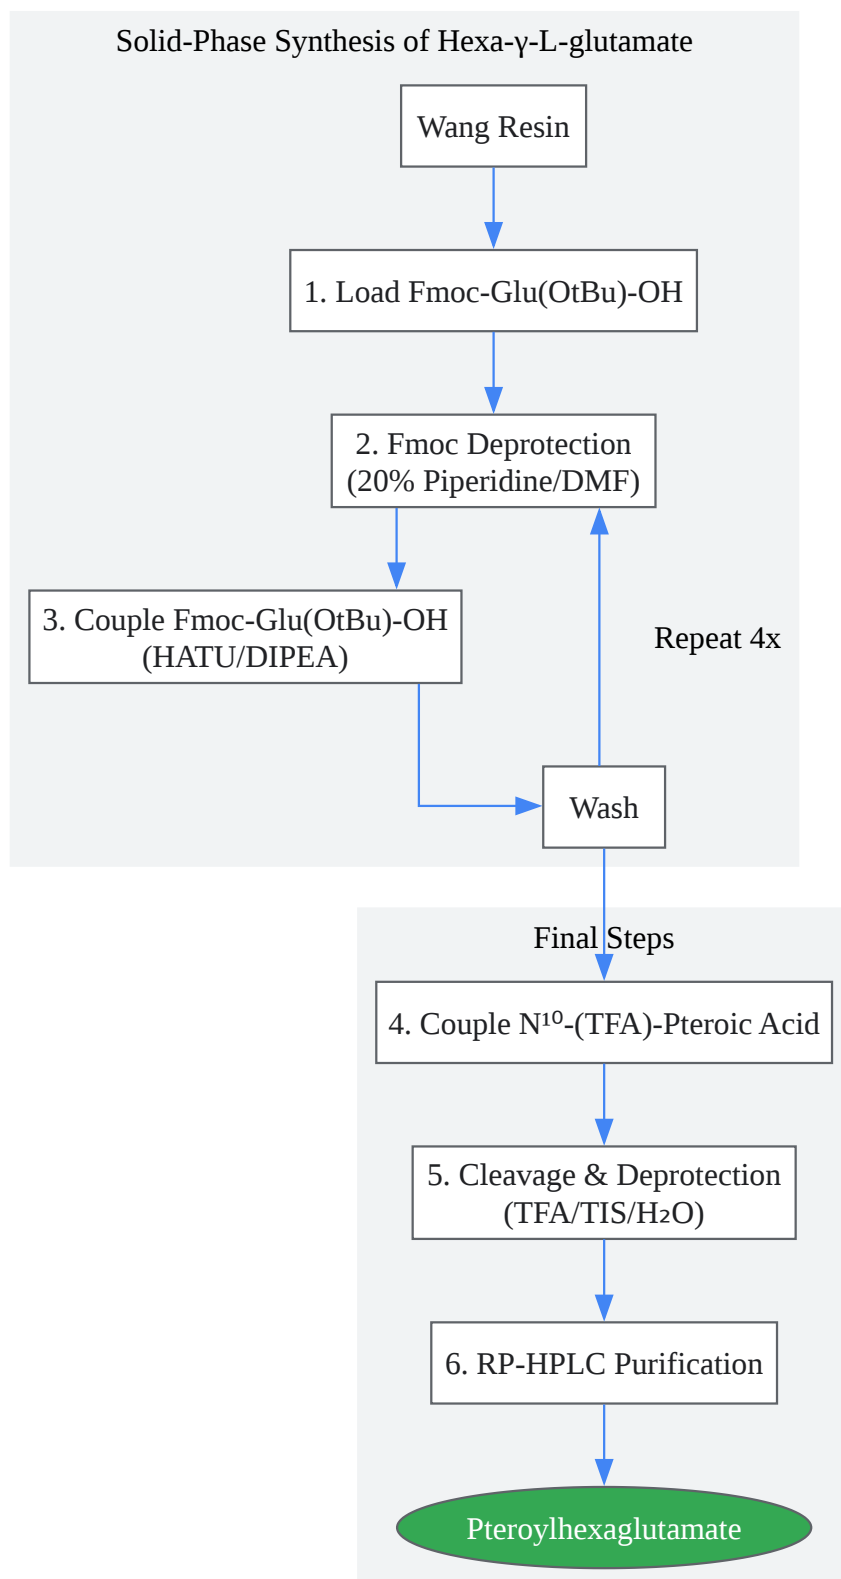 Solid-Phase Synthesis of Hexa-γ-L-glutamate
Wang Resin
1. Load Fmoc-Glu(OtBu)-OH
2. Fmoc Deprotection
(20% Piperidine/DMF)
3. Couple Fmoc-Glu(OtBu)-OH
(HATU/DIPEA)
Repeat 4x
Wash
Final Steps
4. Couple N¹⁰-(TFA)-Pteroic Acid
5. Cleavage & Deprotection
(TFA/TIS/H₂O)
6. RP-HPLC Purification
Pteroylhexaglutamate